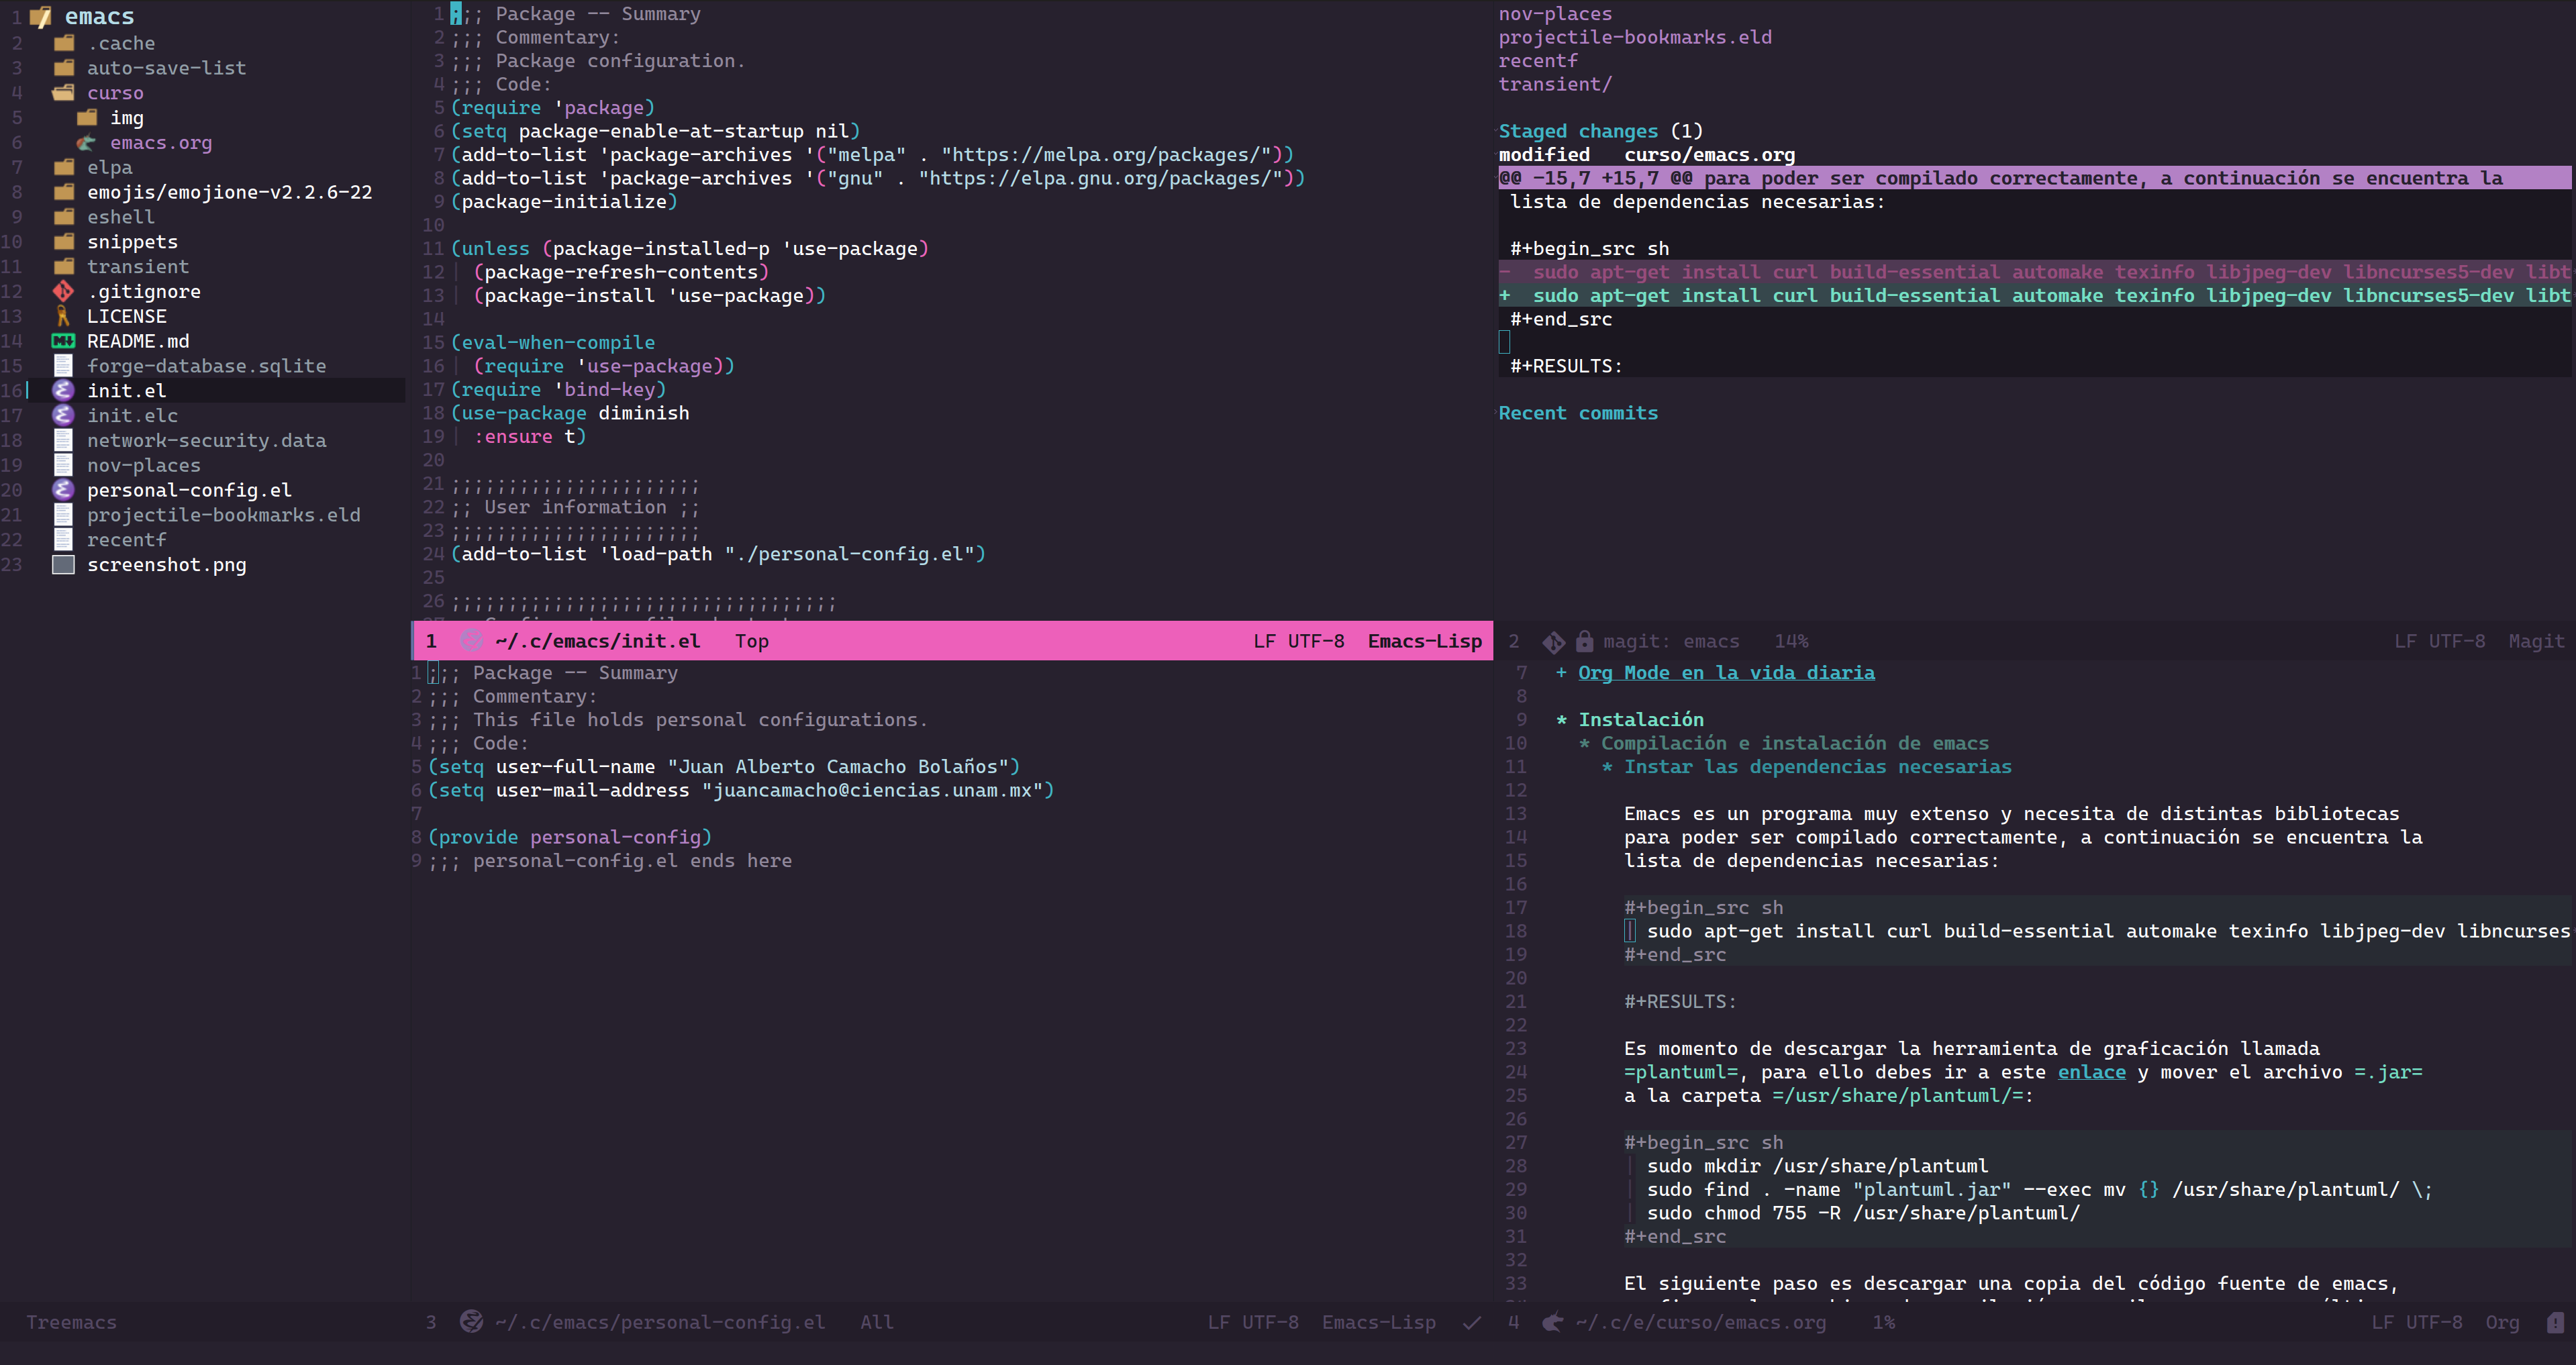 1 emacs
2 .cache
3 auto-save-list
4 curso
5 img
6 emacs.org
7 elpa
8 emojis/emojione-v2.2.6-22
9 eshell
10 snippets
11 transient
12 .gitignore
13 LICENSE
14 README.md
15 forge-database.sqlite
16 init.el
17 init.elc
18 network-security.data
19 nov-places
20 personal-config.el
21 projectile-bookmarks.eld
22 recentf
23 screenshot.png
Treemacs
1 ;;; Package -- Summary
2 ;;; Commentary:
3 ;;; Package configuration.
4 ;;; Code:
5 (require 'package)
6 (setq package-enable-at-startup nil)
7 (add-to-list 'package-archives '("melpa" . "https://melpa.org/packages/"))
8 (add-to-list 'package-archives '("gnu" . "https://elpa.gnu.org/packages/"))
9 (package-initialize)
10
11 (unless (package-installed-p 'use-package)
12 (package-refresh-contents)
13 (package-install 'use-package))
14
15 (eval-when-compile
16 (require 'use-package))
17 (require 'bind-key)
18 (use-package diminish
19 :ensure t)
20
21 ;;;;;;;;;;;;;;;;;;;;;;
22 ;; User information ;;
23 ;;;;;;;;;;;;;;;;;;;;;;
24 (add-to-list 'load-path "./personal-config.el")
25
26 ;;;;;;;;;;;;;;;;;;;;;;;;;;;;;;;;;;
1 ~/.c/emacs/init.el Top LF UTF-8 Emacs-Lisp
1 ;;; Package -- Summary
2 ;;; Commentary:
3 ;;; This file holds personal configurations.
4 ;;; Code:
5 (setq user-full-name "Juan Alberto Camacho Bolaños")
6 (setq user-mail-address "juancamacho@ciencias.unam.mx")
7
8 (provide personal-config)
9 ;;; personal-config.el ends here
3 ~/.c/emacs/personal-config.el All LF UTF-8 Emacs-Lisp
nov-places
projectile-bookmarks.eld
recentf
transient/
Staged changes (1)
modified curso/emacs.org
@@ -15,7 +15,7 @@ para poder ser compilado correctamente, a continuación se encuentra la
lista de dependencias necesarias:
#+begin_src sh
- sudo apt-get install curl build-essential automake texinfo libjpeg-dev libncurses5-dev libt
+ sudo apt-get install curl build-essential automake texinfo libjpeg-dev libncurses5-dev libt
#+end_src
#+RESULTS:
Recent commits
2 magit: emacs 14% LF UTF-8 Magit
7 + Org Mode en la vida diaria
8
9 * Instalación
10 * Compilación e instalación de emacs
11 * Instar las dependencias necesarias
12
13 Emacs es un programa muy extenso y necesita de distintas bibliotecas
14 para poder ser compilado correctamente, a continuación se encuentra la
15 lista de dependencias necesarias:
16
17 #+begin_src sh
18 sudo apt-get install curl build-essential automake texinfo libjpeg-dev libncurses
19 #+end_src
20
21 #+RESULTS:
22
23 Es momento de descargar la herramienta de graficación llamada
24 =plantuml=, para ello debes ir a este enlace y mover el archivo =.jar=
25 a la carpeta =/usr/share/plantuml/=:
26
27 #+begin_src sh
28 sudo mkdir /usr/share/plantuml
29 sudo find . -name "plantuml.jar" --exec mv {} /usr/share/plantuml/ \;
30 sudo chmod 755 -R /usr/share/plantuml/
31 #+end_src
32
33 El siguiente paso es descargar una copia del código fuente de emacs,
4 ~/.c/e/curso/emacs.org 1% LF UTF-8 Org